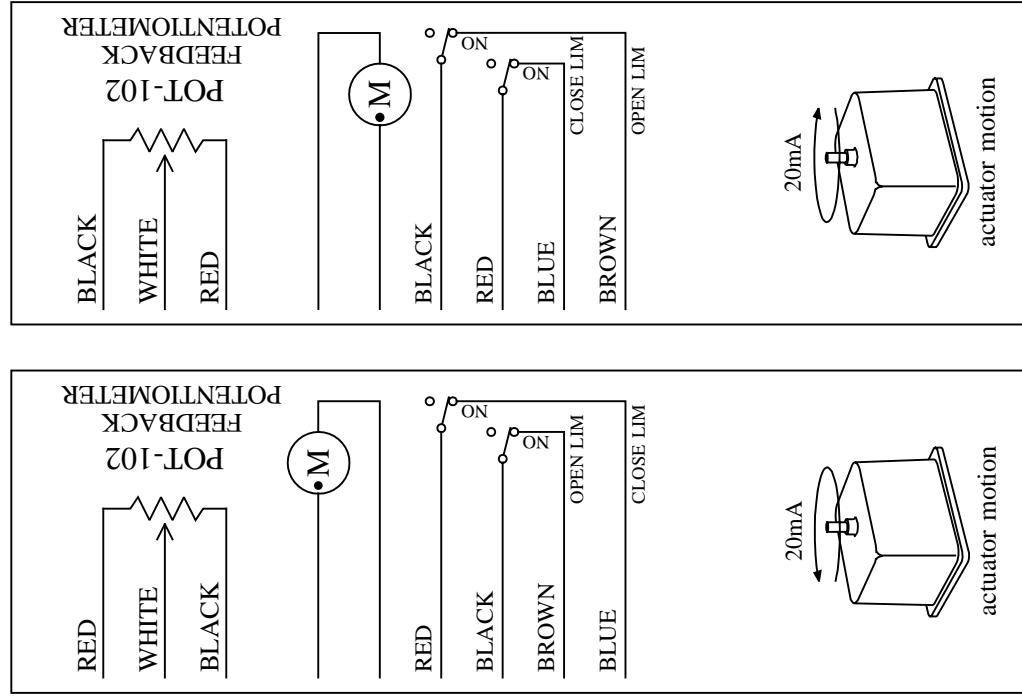 POT-102
FEEDBACK
POTENTIOMETER
BLACK
WHITE
RED
M
BLACK
RED
BLUE
BROWN
ON
ON
CLOSE LIM
OPEN LIM
20mA
actuator motion
POT-102
FEEDBACK
POTENTIOMETER
RED
WHITE
BLACK
M
RED
BLACK
BROWN
BLUE
ON
ON
OPEN LIM
CLOSE LIM
20mA
actuator motion